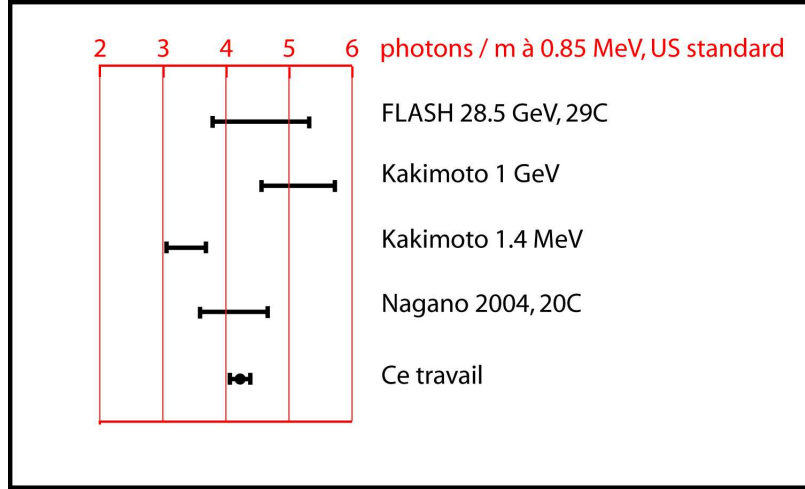 2 3 4 5 6 photons / m à 0.85 MeV, US standard
FLASH 28.5 GeV, 29C
Kakimoto 1 GeV
Kakimoto 1.4 MeV
Nagano 2004, 20C
Ce travail